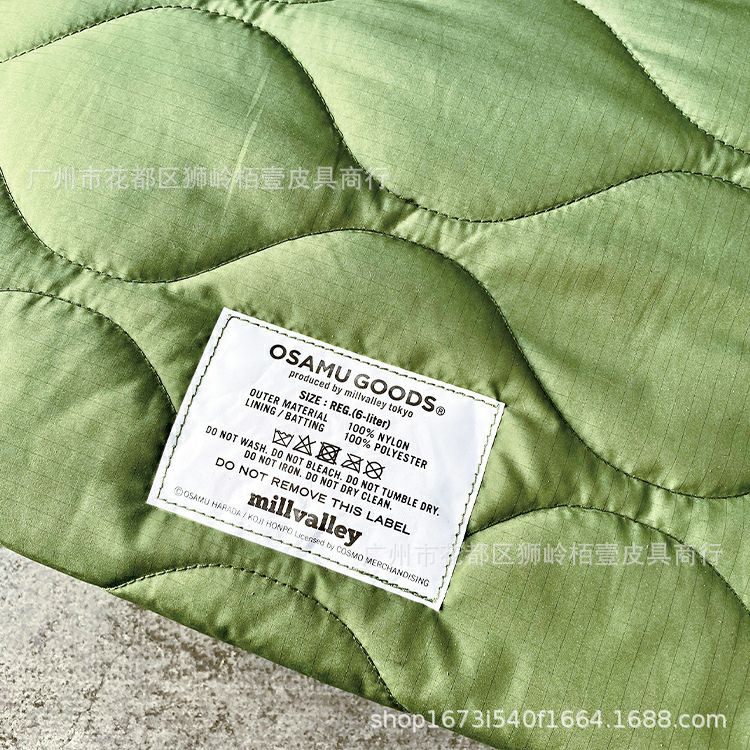 广州市花都区狮岭栢壹皮具商行
OSAMU GOODS®
produced by millvalley tokyo
SIZE : REG.(6-liter)
OUTER MATERIAL 100% NYLON
LINING / BATTING 100% POLYESTER
DO NOT WASH. DO NOT BLEACH. DO NOT TUMBLE DRY.
DO NOT IRON. DO NOT DRY CLEAN.
DO NOT REMOVE THIS LABEL
millvalley
©OSAMU HARADA / KOJI HONPO Licensed by COSMO MERCHANDISING
广州市花都区狮岭栢壹皮具商行
shop1673i540f1664.1688.com